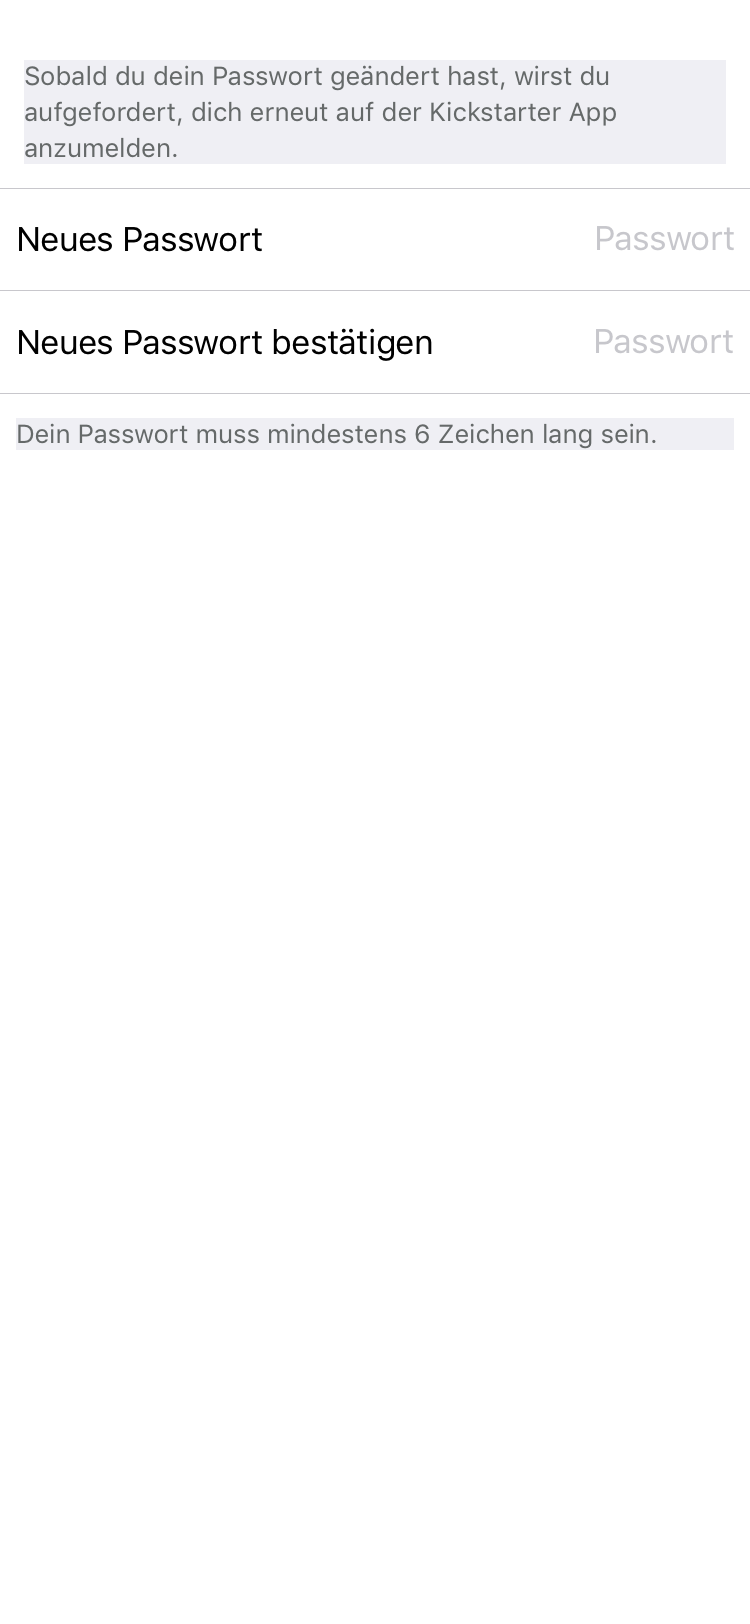 Sobald du dein Passwort geändert hast, wirst du
aufgefordert, dich erneut auf der Kickstarter App
anzumelden.
Neues Passwort Passwort
Neues Passwort bestätigen Passwort
Dein Passwort muss mindestens 6 Zeichen lang sein.